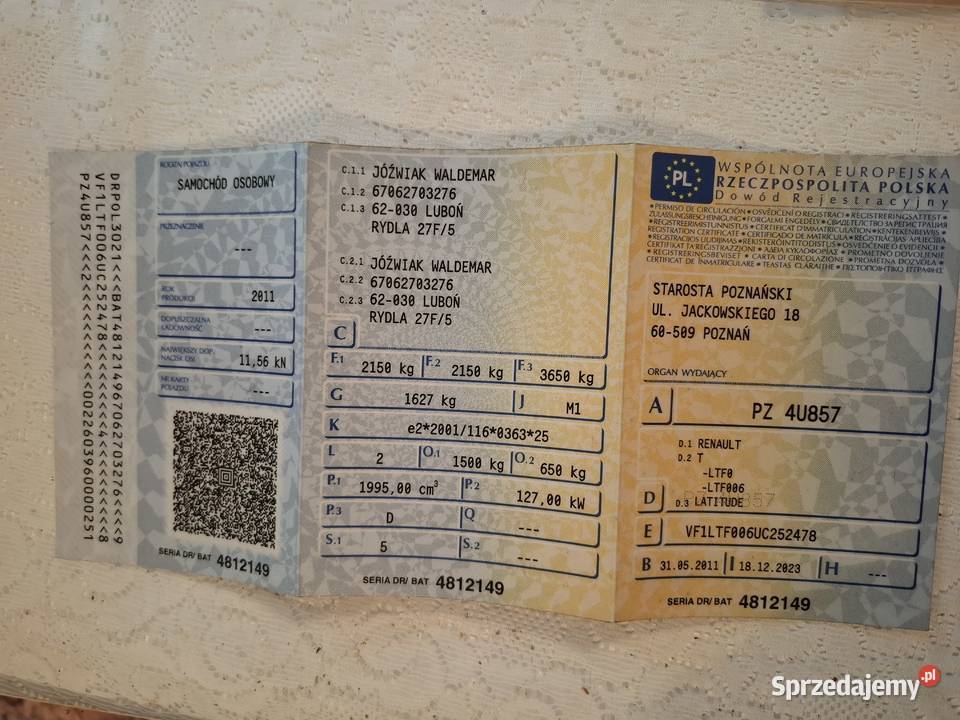 DRPOL3021<<BAT4812149670627032​76<<<<9
VF1LTF006UC252478<<<<<<<4<<<<<<8
PZ4U857<<<2<<<<<<<<<<002260396000​00251
RODZAJ POJAZDU
SAMOCHÓD OSOBOWY
PRZEZNACZENIE
---
ROK PRODUKCJI 2011
DOPUSZCZALNA ŁADOWNOŚĆ ---
NAJWIĘKSZY DOP. NACISK OSI 11,56 kN
NR KARTY POJAZDU ---
SERIA DR/ BAT 4812149
C.1.1 JÓŹWIAK WALDEMAR
C.1.2 67062703276
C.1.3 62-030 LUBOŃ
RYDLA 27F/5
C.2.1 JÓŹWIAK WALDEMAR
C.2.2 67062703276
C.2.3 62-030 LUBOŃ
RYDLA 27F/5
C
F.1 2150 kg F.2 2150 kg F.3 3650 kg
G 1627 kg J M1
K e2*2001/116*0363*25
L 2 O.1 1500 kg O.2 650 kg
P.1 1995,00 cm³ P.2 127,00 kW
P.3 D Q ---
S.1 5 S.2 ---
SERIA DR/ BAT 4812149
PL
WSPÓLNOTA EUROPEJSKA
RZECZPOSPOLITA POLSKA
Dowód Rejestracyjny
STAROSTA POZNAŃSKI
UL. JACKOWSKIEGO 18
60-509 POZNAŃ
ORGAN WYDAJĄCY
A PZ 4U857
D.1 RENAULT
D.2 T
-LTF0
-LTF006
D D.3 LATITUDE
E VF1LTF006UC252478
B 31.05.2011 I 18.12.2023 H ---
SERIA DR/ BAT 4812149
Sprzedajemy.pl